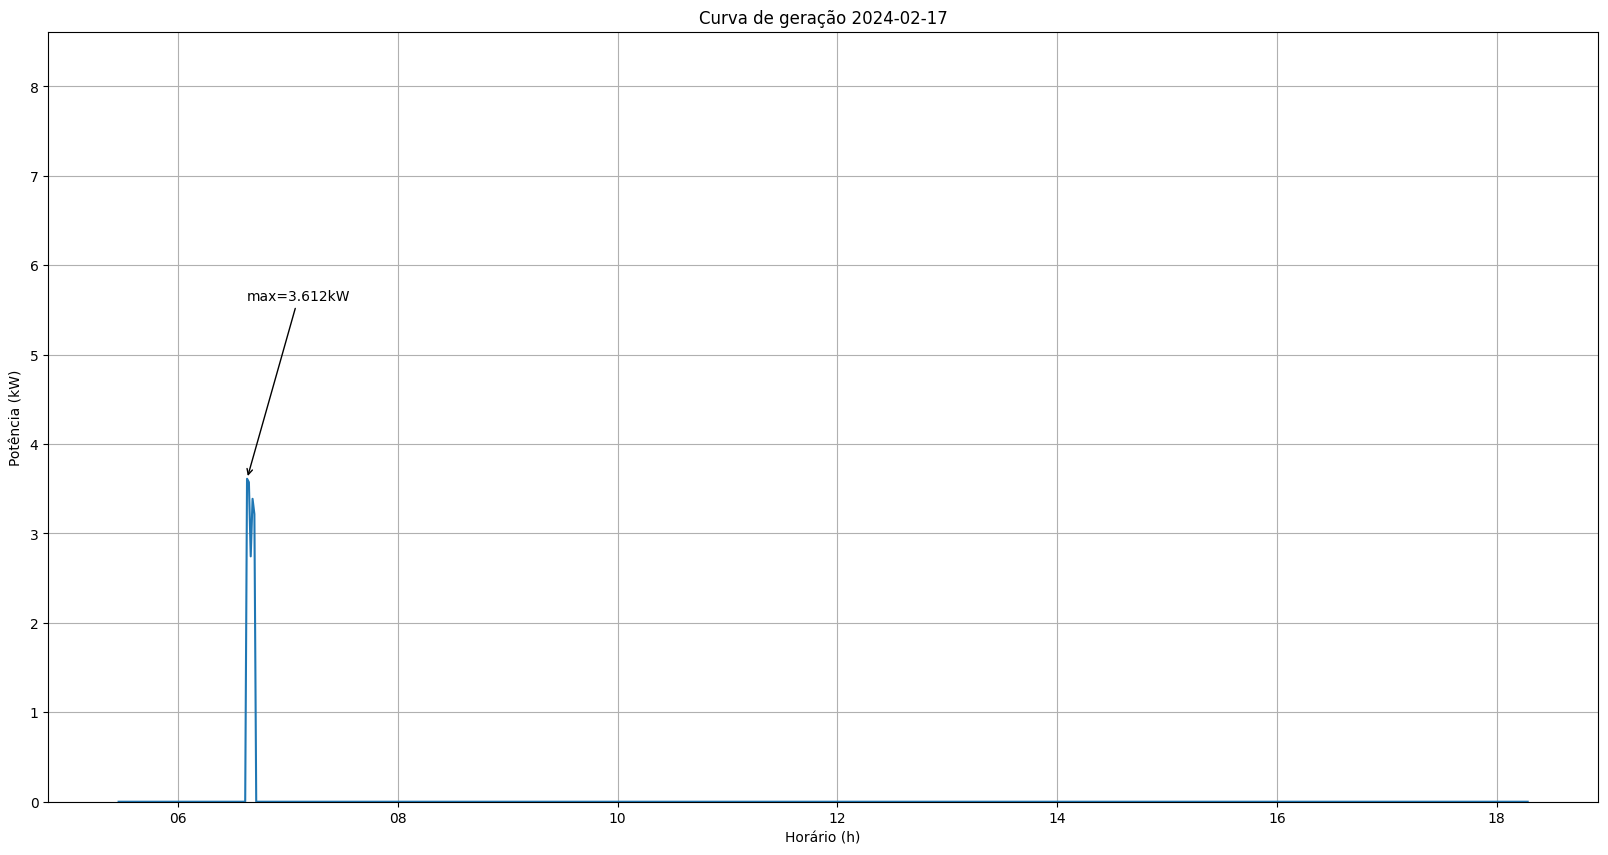 Curva de geração 2024-02-17
8
7
6
max=3.612kW
5
4
3
2
1
0
Potência (kW)
06 08 10 12 14 16 18
Horário (h)